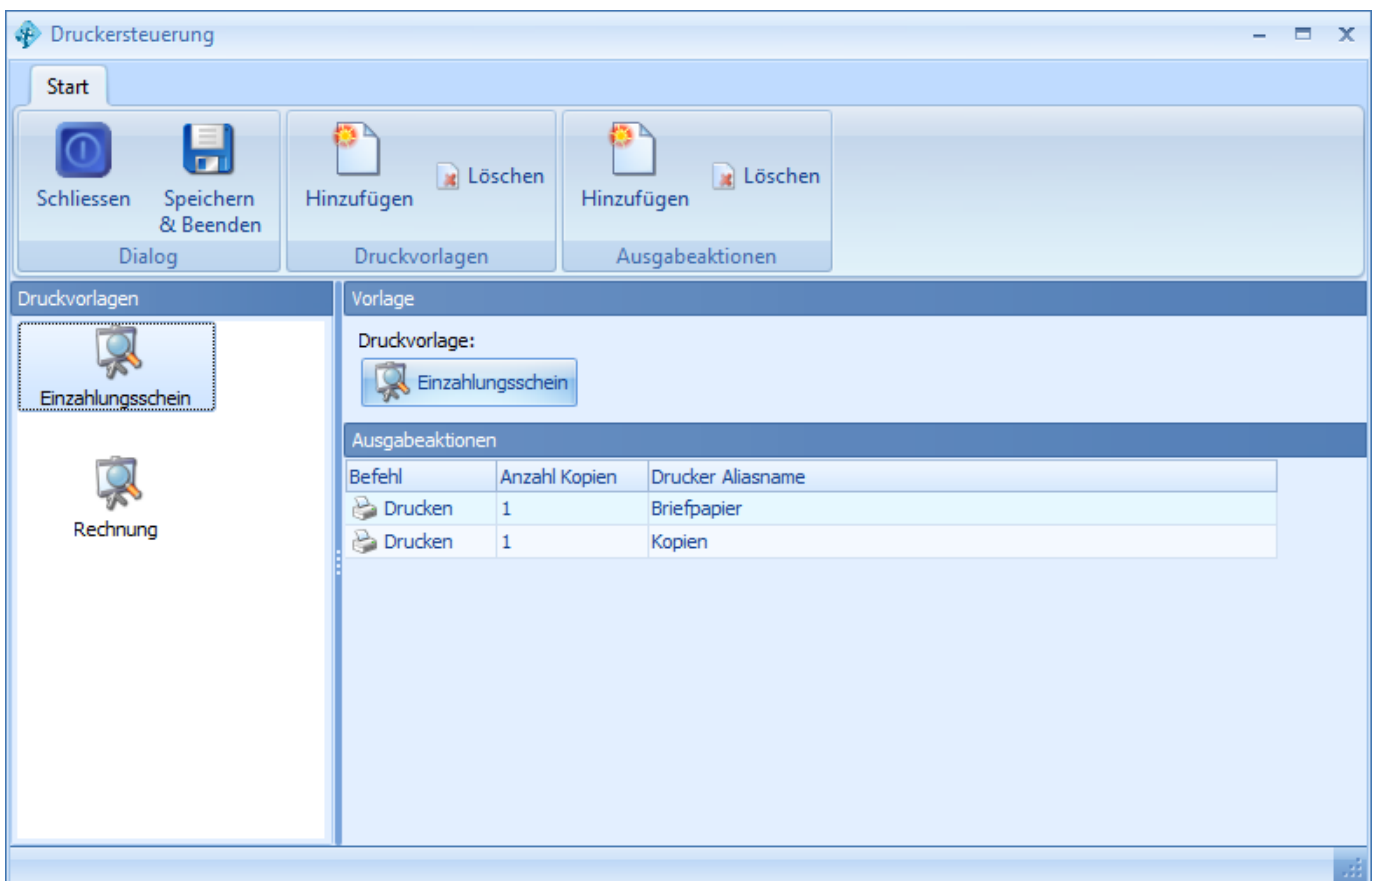 Druckersteuerung
Start
Schliessen
Speichern
& Beenden
Dialog
Hinzufügen
Löschen
Druckvorlagen
Hinzufügen
Löschen
Ausgabeaktionen
Druckvorlagen
Einzahlungsschein
Rechnung
Vorlage
Druckvorlage:
Einzahlungsschein
Ausgabeaktionen
Befehl Anzahl Kopien Drucker Aliasname
Drucken 1 Briefpapier
Drucken 1 Kopien